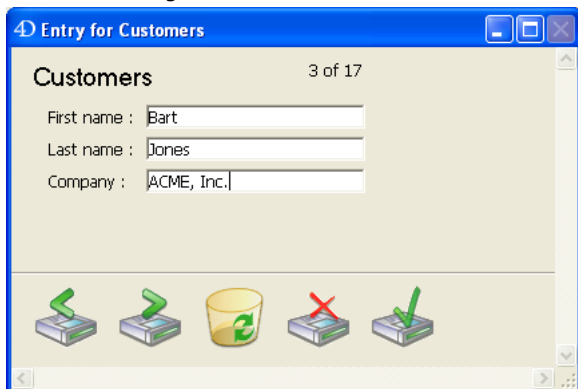 4D Entry for Customers
Customers
3 of 17
First name : Bart
Last name : Jones
Company : ACME, Inc.